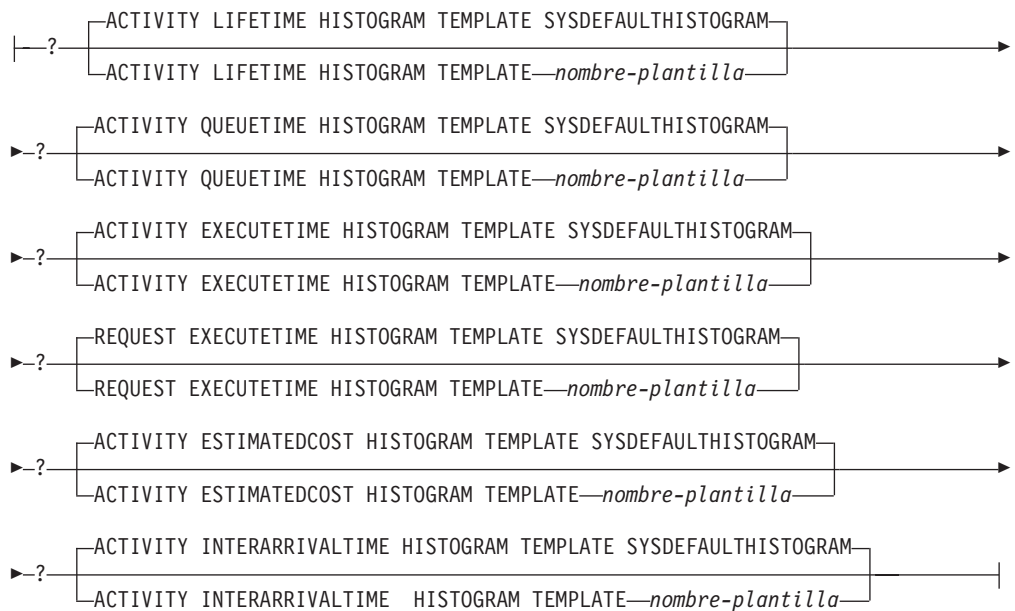 ACTIVITY LIFETIME HISTOGRAM TEMPLATE SYSDEFAULTHISTOGRAM
?
ACTIVITY LIFETIME HISTOGRAM TEMPLATE nombre-plantilla
ACTIVITY QUEUETIME HISTOGRAM TEMPLATE SYSDEFAULTHISTOGRAM
?
ACTIVITY QUEUETIME HISTOGRAM TEMPLATE nombre-plantilla
ACTIVITY EXECUTETIME HISTOGRAM TEMPLATE SYSDEFAULTHISTOGRAM
?
ACTIVITY EXECUTETIME HISTOGRAM TEMPLATE nombre-plantilla
REQUEST EXECUTETIME HISTOGRAM TEMPLATE SYSDEFAULTHISTOGRAM
?
REQUEST EXECUTETIME HISTOGRAM TEMPLATE nombre-plantilla
ACTIVITY ESTIMATEDCOST HISTOGRAM TEMPLATE SYSDEFAULTHISTOGRAM
?
ACTIVITY ESTIMATEDCOST HISTOGRAM TEMPLATE nombre-plantilla
ACTIVITY INTERARRIVALTIME HISTOGRAM TEMPLATE SYSDEFAULTHISTOGRAM
?
ACTIVITY INTERARRIVALTIME HISTOGRAM TEMPLATE nombre-plantilla